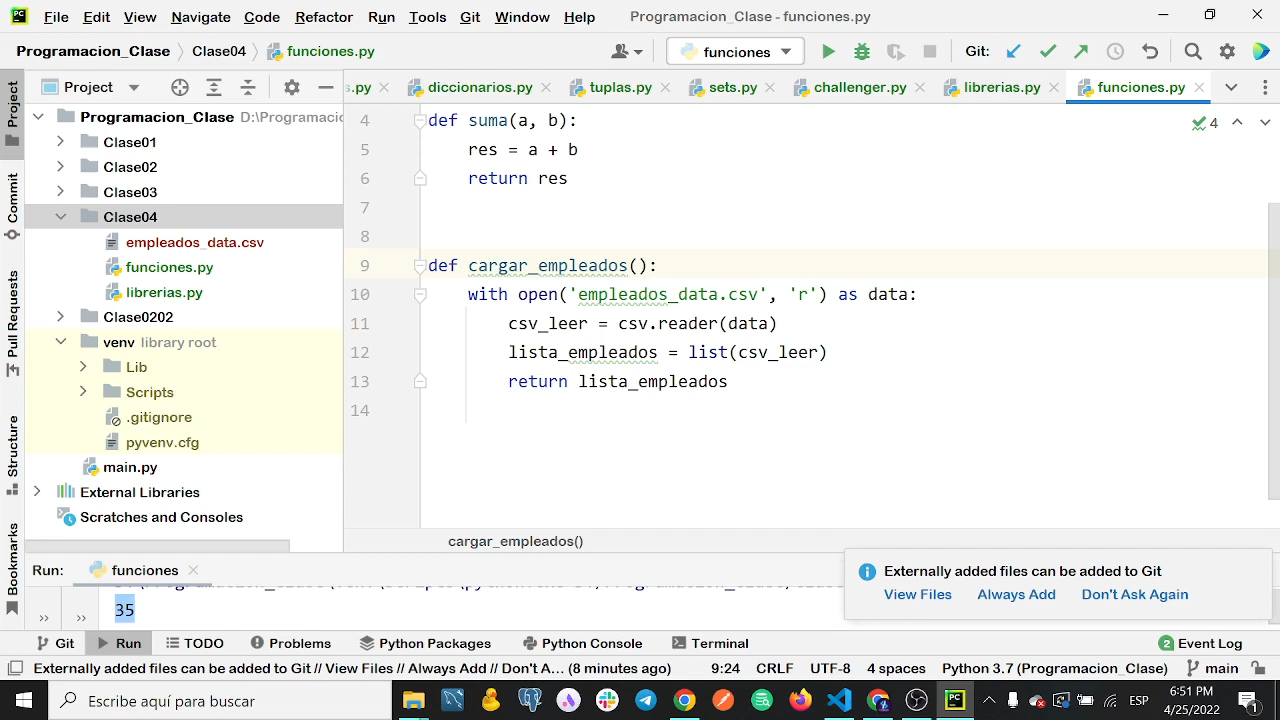 PC File Edit View Navigate Code Refactor Run Tools Git Window Help Programacion_Clase - funciones.py
Programacion_Clase Clase04 funciones.py funciones Git:
Project s.py diccionarios.py tuplas.py sets.py challenger.py librerias.py funciones.py
Programacion_Clase D:\Programacio
Clase01
Clase02
Clase03
Clase04
empleados_data.csv
funciones.py
librerias.py
Clase0202
venv library root
Lib
Scripts
.gitignore
pyvenv.cfg
main.py
External Libraries
Scratches and Consoles
Project
Commit
Pull Requests
Structure
Bookmarks
4 def suma(a, b):
5 res = a + b
6 return res
7
8
9 def cargar_empleados():
10 with open('empleados_data.csv', 'r') as data:
11 csv_leer = csv.reader(data)
12 lista_empleados = list(csv_leer)
13 return lista_empleados
14
4
cargar_empleados()
Run: funciones
35
Externally added files can be added to Git
View Files Always Add Don't Ask Again
Git Run TODO Problems Python Packages Python Console Terminal 2 Event Log
Externally added files can be added to Git // View Files // Always Add // Don't A... (8 minutes ago) 9:24 CRLF UTF-8 4 spaces Python 3.7 (Programacion_Clase) main
Escribe aquí para buscar PC ESP 6:51 PM
4/25/2022 1